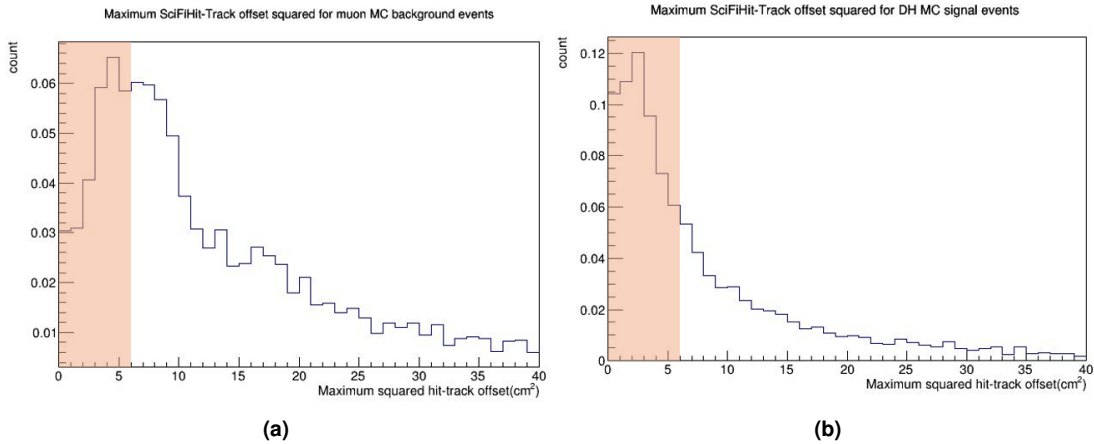 Maximum SciFiHit-Track offset squared for muon MC background events
count
0.06
0.05
0.04
0.03
0.02
0.01
0 5 10 15 20 25 30 35 40
Maximum squared hit-track offset(cm²)
(a)
Maximum SciFiHit-Track offset squared for DH MC signal events
count
0.12
0.1
0.08
0.06
0.04
0.02
0
0 5 10 15 20 25 30 35 40
Maximum squared hit-track offset(cm²)
(b)